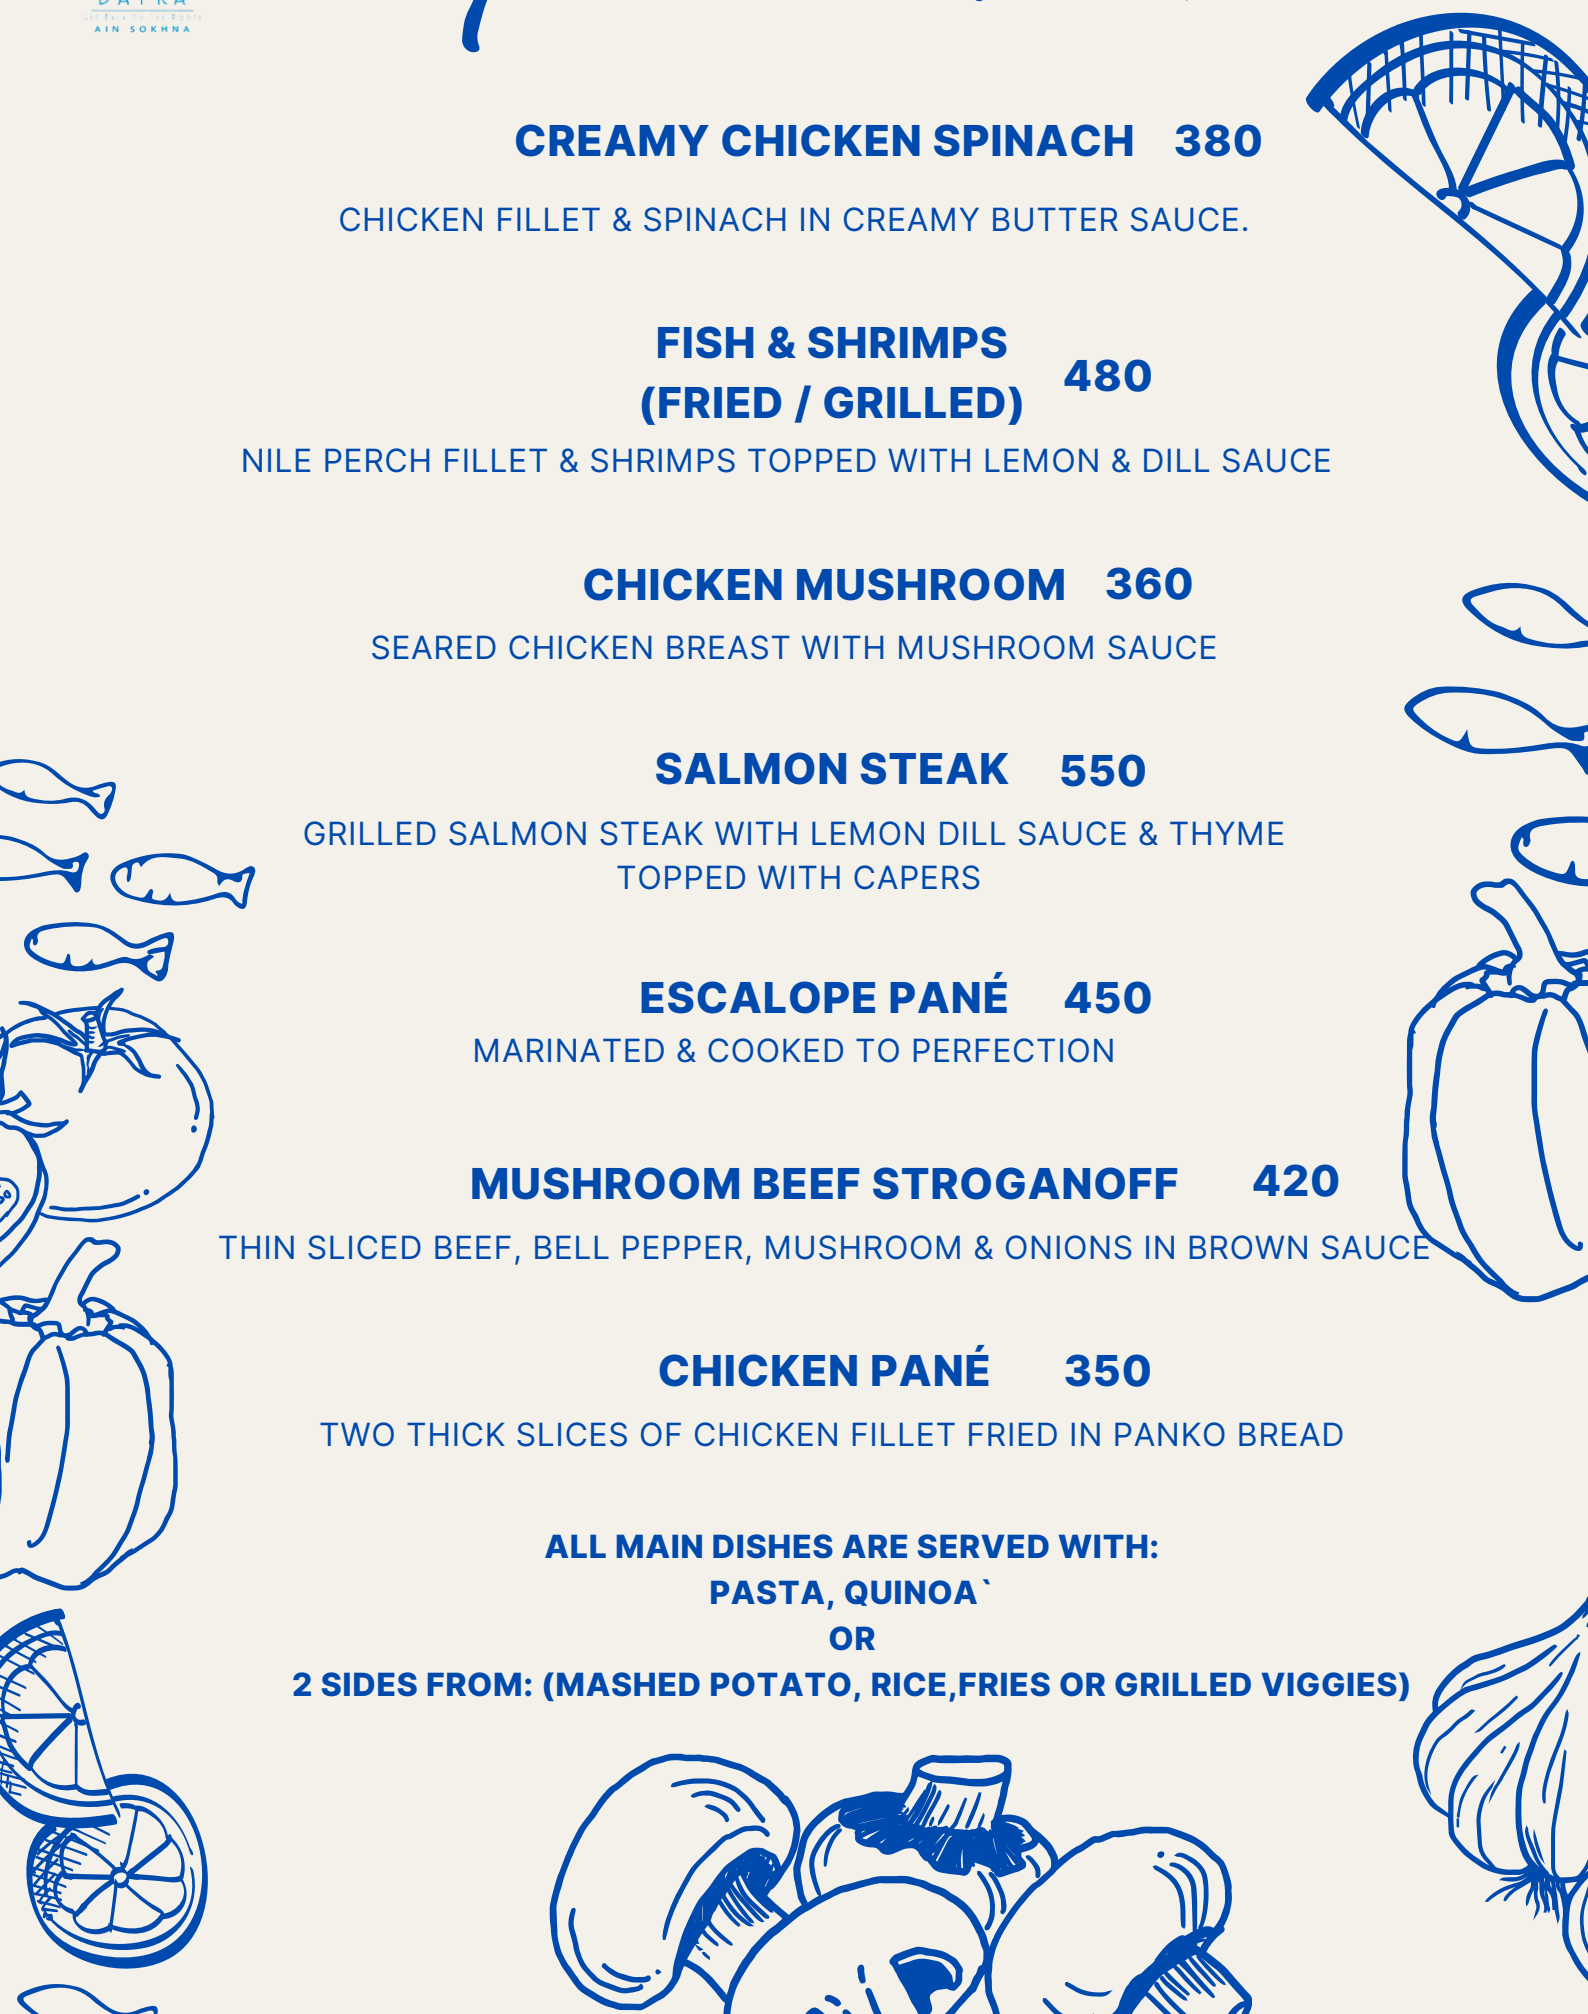 AIN SOKHNA
CREAMY CHICKEN SPINACH 380
CHICKEN FILLET & SPINACH IN CREAMY BUTTER SAUCE.
FISH & SHRIMPS
(FRIED / GRILLED) 480
NILE PERCH FILLET & SHRIMPS TOPPED WITH LEMON & DILL SAUCE
CHICKEN MUSHROOM 360
SEARED CHICKEN BREAST WITH MUSHROOM SAUCE
SALMON STEAK 550
GRILLED SALMON STEAK WITH LEMON DILL SAUCE & THYME
TOPPED WITH CAPERS
ESCALOPE PANÉ 450
MARINATED & COOKED TO PERFECTION
MUSHROOM BEEF STROGANOFF 420
THIN SLICED BEEF, BELL PEPPER, MUSHROOM & ONIONS IN BROWN SAUCE
CHICKEN PANÉ 350
TWO THICK SLICES OF CHICKEN FILLET FRIED IN PANKO BREAD
ALL MAIN DISHES ARE SERVED WITH:
PASTA, QUINOA`
OR
2 SIDES FROM: (MASHED POTATO, RICE,FRIES OR GRILLED VIGGIES)